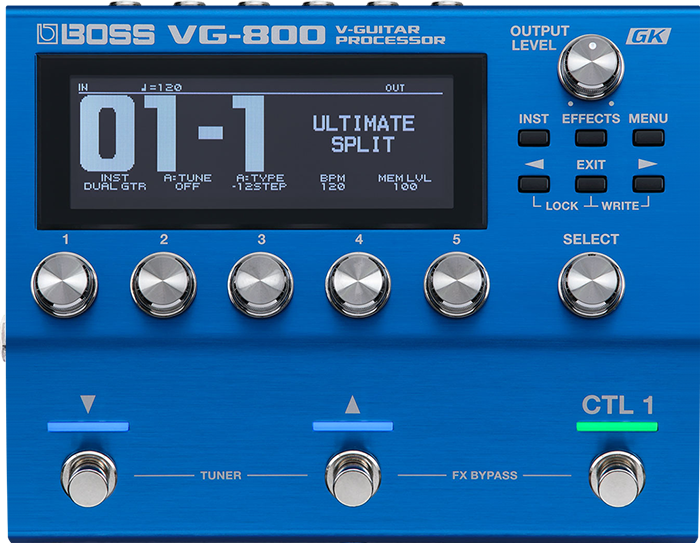 BOSS VG-800 V-GUITAR PROCESSOR
OUTPUT LEVEL
GK
IN ♩=120 OUT
01-1
ULTIMATE
SPLIT
INST A:TUNE A:TYPE BPM MEM LVL
DUAL GTR OFF -12STEP 120 100
INST EFFECTS MENU
◄ EXIT ►
LOCK WRITE
1 2 3 4 5 SELECT
▼ ▲ CTL 1
TUNER FX BYPASS